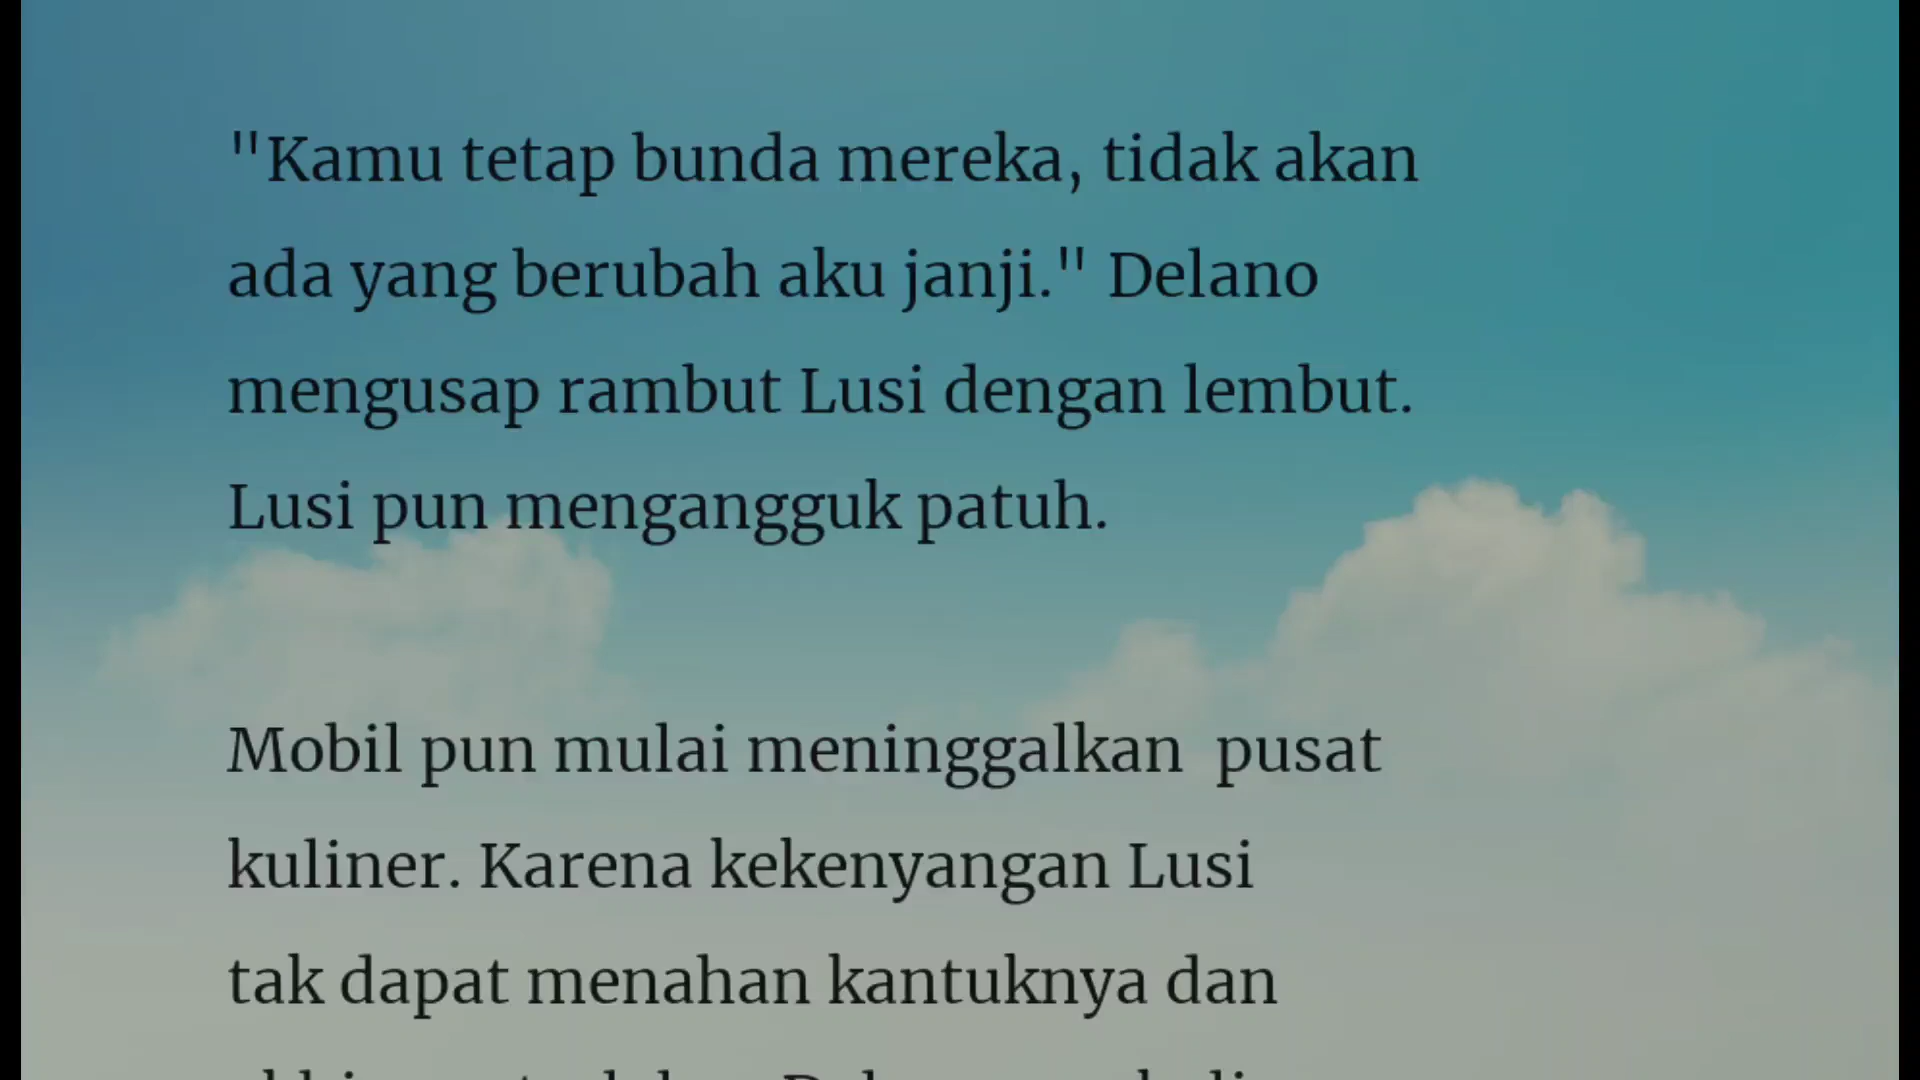 "Kamu tetap bunda mereka, tidak akan
ada yang berubah aku janji." Delano
mengusap rambut Lusi dengan lembut.
Lusi pun mengangguk patuh.
Mobil pun mulai meninggalkan  pusat
kuliner. Karena kekenyangan Lusi
tak dapat menahan kantuknya dan